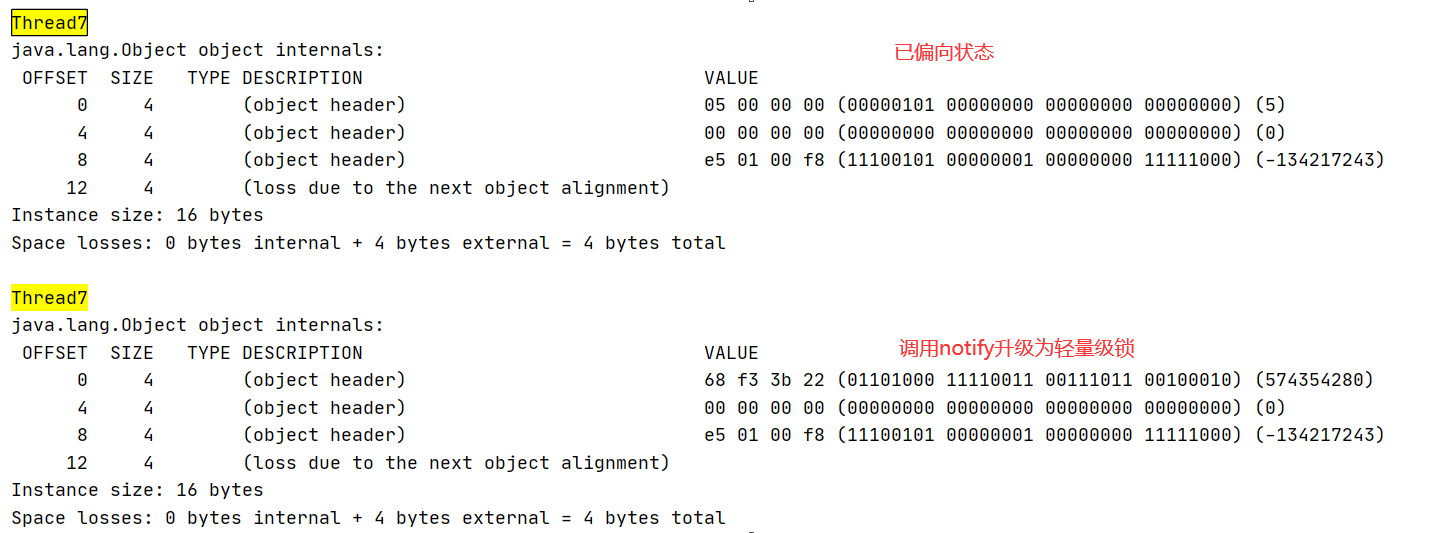 Thread7
java.lang.Object object internals:
已偏向状态
OFFSET  SIZE   TYPE DESCRIPTION                               VALUE
0     4        (object header)                           05 00 00 00 (00000101 00000000 00000000 00000000) (5)
4     4        (object header)                           00 00 00 00 (00000000 00000000 00000000 00000000) (0)
8     4        (object header)                           e5 01 00 f8 (11100101 00000001 00000000 11111000) (-134217243)
12     4        (loss due to the next object alignment)
Instance size: 16 bytes
Space losses: 0 bytes internal + 4 bytes external = 4 bytes total
Thread7
java.lang.Object object internals:
调用notify升级为轻量级锁
OFFSET  SIZE   TYPE DESCRIPTION                               VALUE
0     4        (object header)                           68 f3 3b 22 (01101000 11110011 00111011 00100010) (574354280)
4     4        (object header)                           00 00 00 00 (00000000 00000000 00000000 00000000) (0)
8     4        (object header)                           e5 01 00 f8 (11100101 00000001 00000000 11111000) (-134217243)
12     4        (loss due to the next object alignment)
Instance size: 16 bytes
Space losses: 0 bytes internal + 4 bytes external = 4 bytes total